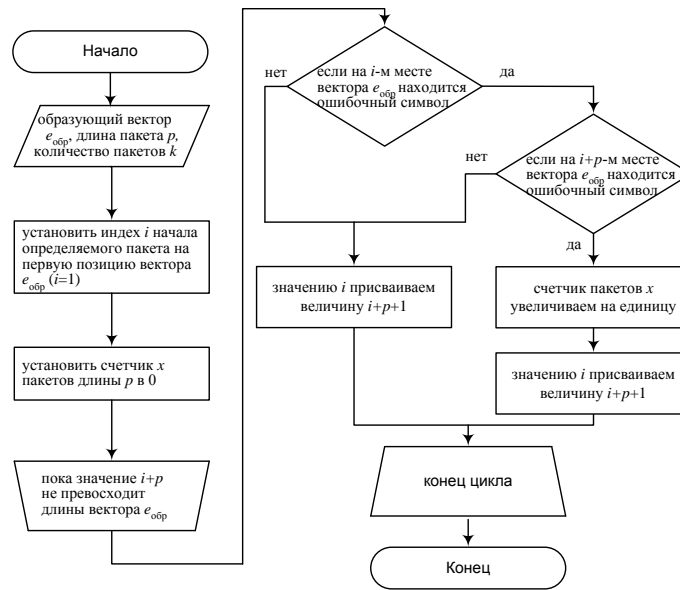 Начало
образующий вектор
eобр, длина пакета p,
количество пакетов k
установить индекс i начала
определяемого пакета на
первую позицию вектора
eобр (i=1)
установить счетчик x
пакетов длины p в 0
пока значение i+p
не превосходит
длины вектора eобр
если на i-м месте
вектора eобр находится
ошибочный символ
нет
да
если на i+p-м месте
вектора eобр находится
ошибочный символ
нет
да
значению i присваиваем
величину i+p+1
счетчик пакетов x
увеличиваем на единицу
значению i присваиваем
величину i+p+1
конец цикла
Конец